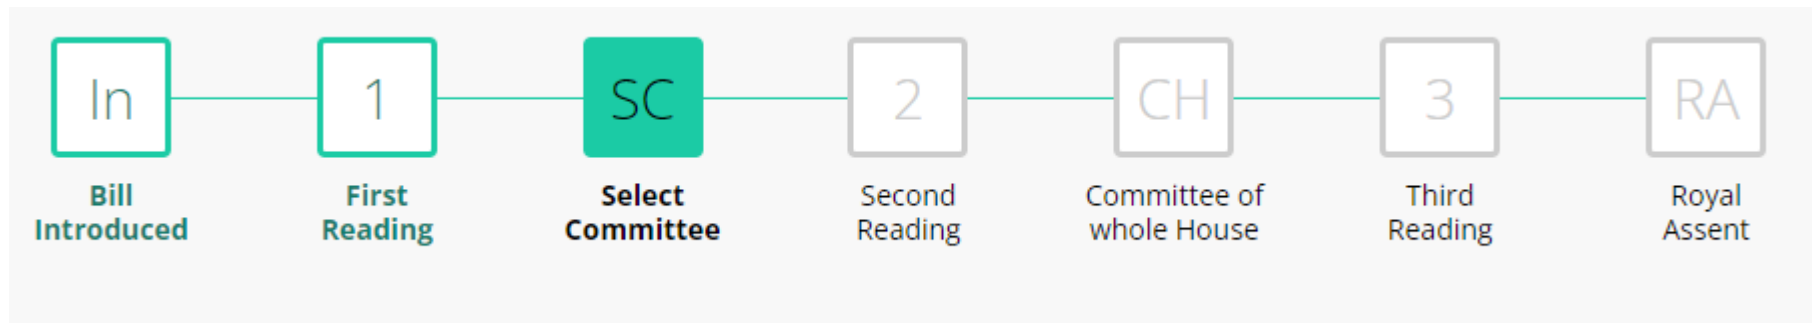 In
1
SC
2
CH
3
RA
Bill
Introduced
First
Reading
Select
Committee
Second
Reading
Committee of
whole House
Third
Reading
Royal
Assent